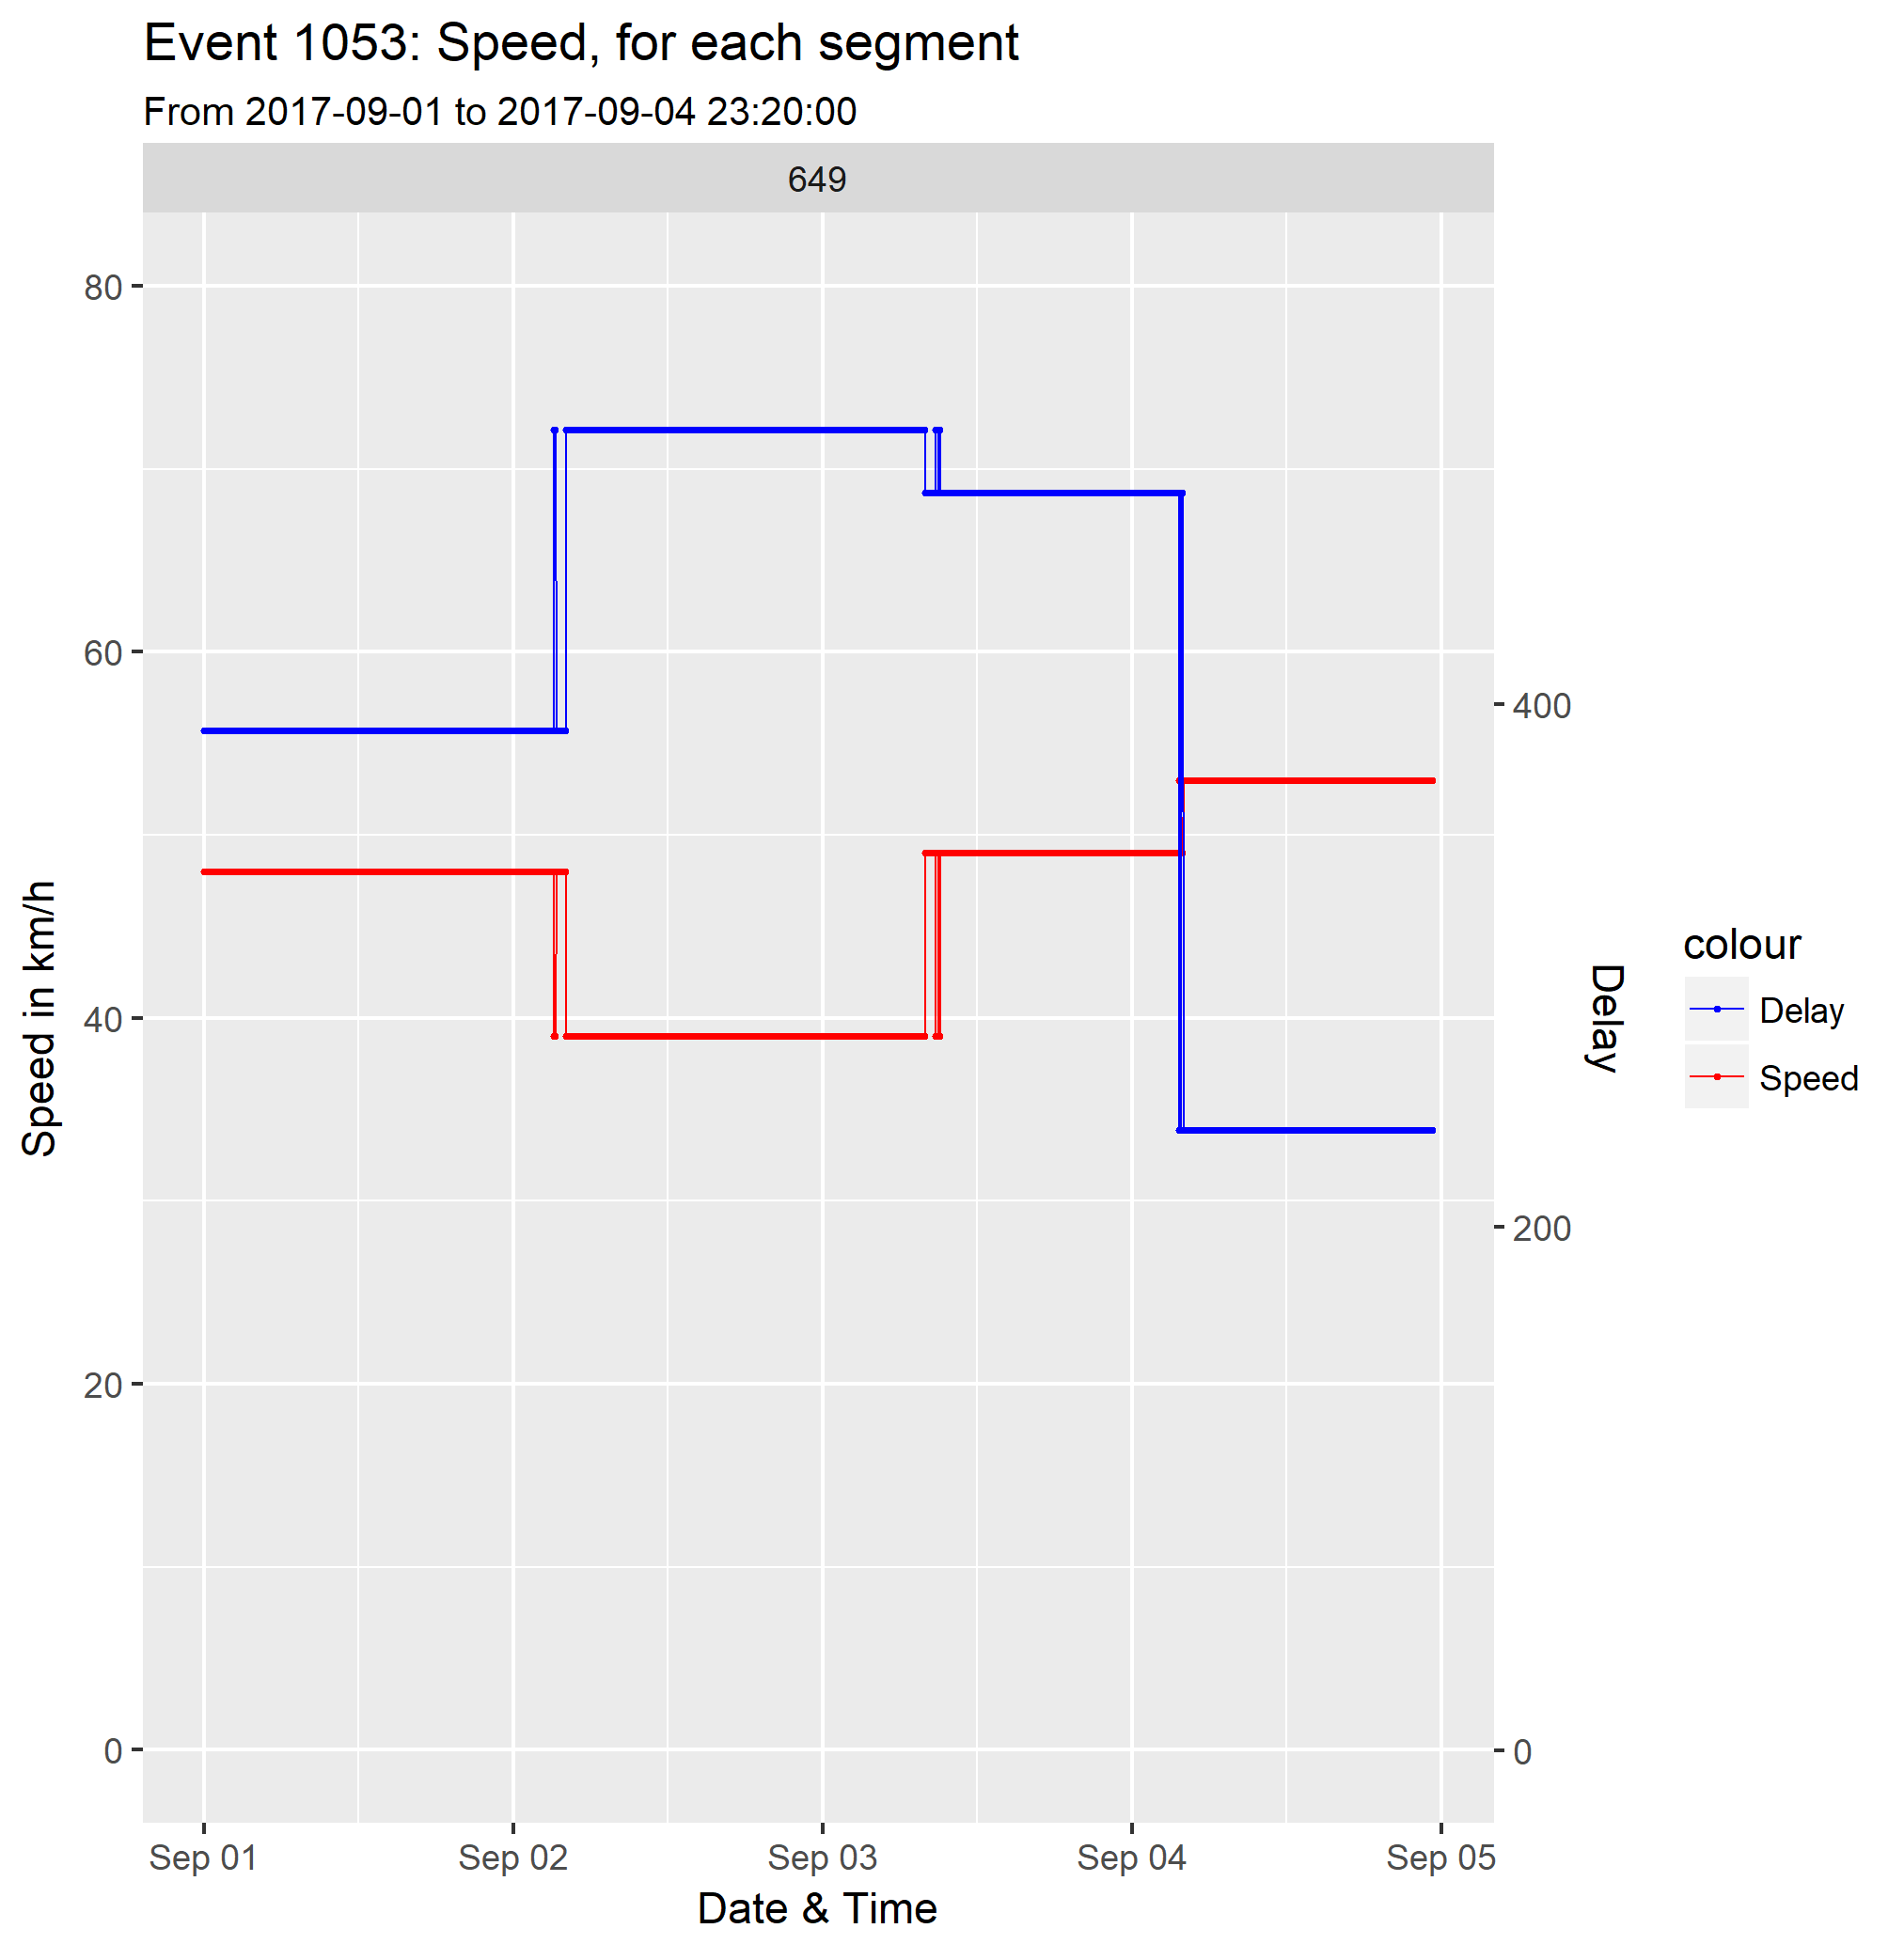 Event 1053: Speed, for each segment
From 2017-09-01 to 2017-09-04 23:20:00
649
80
60
40
20
0
Speed in km/h
400
200
0
Delay
Sep 01 Sep 02 Sep 03 Sep 04 Sep 05
Date & Time
colour
Delay
Speed